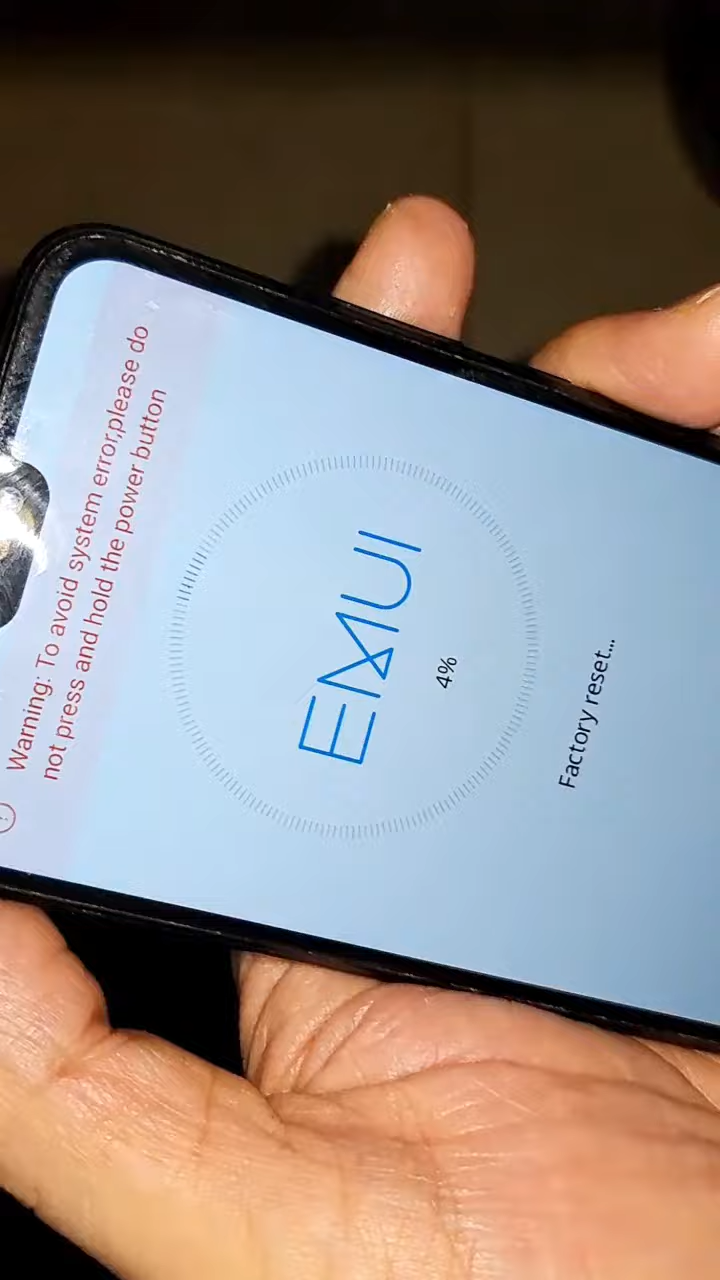 Warning: To avoid system error,please do
not press and hold the power button
EMUI
4%
Factory reset...